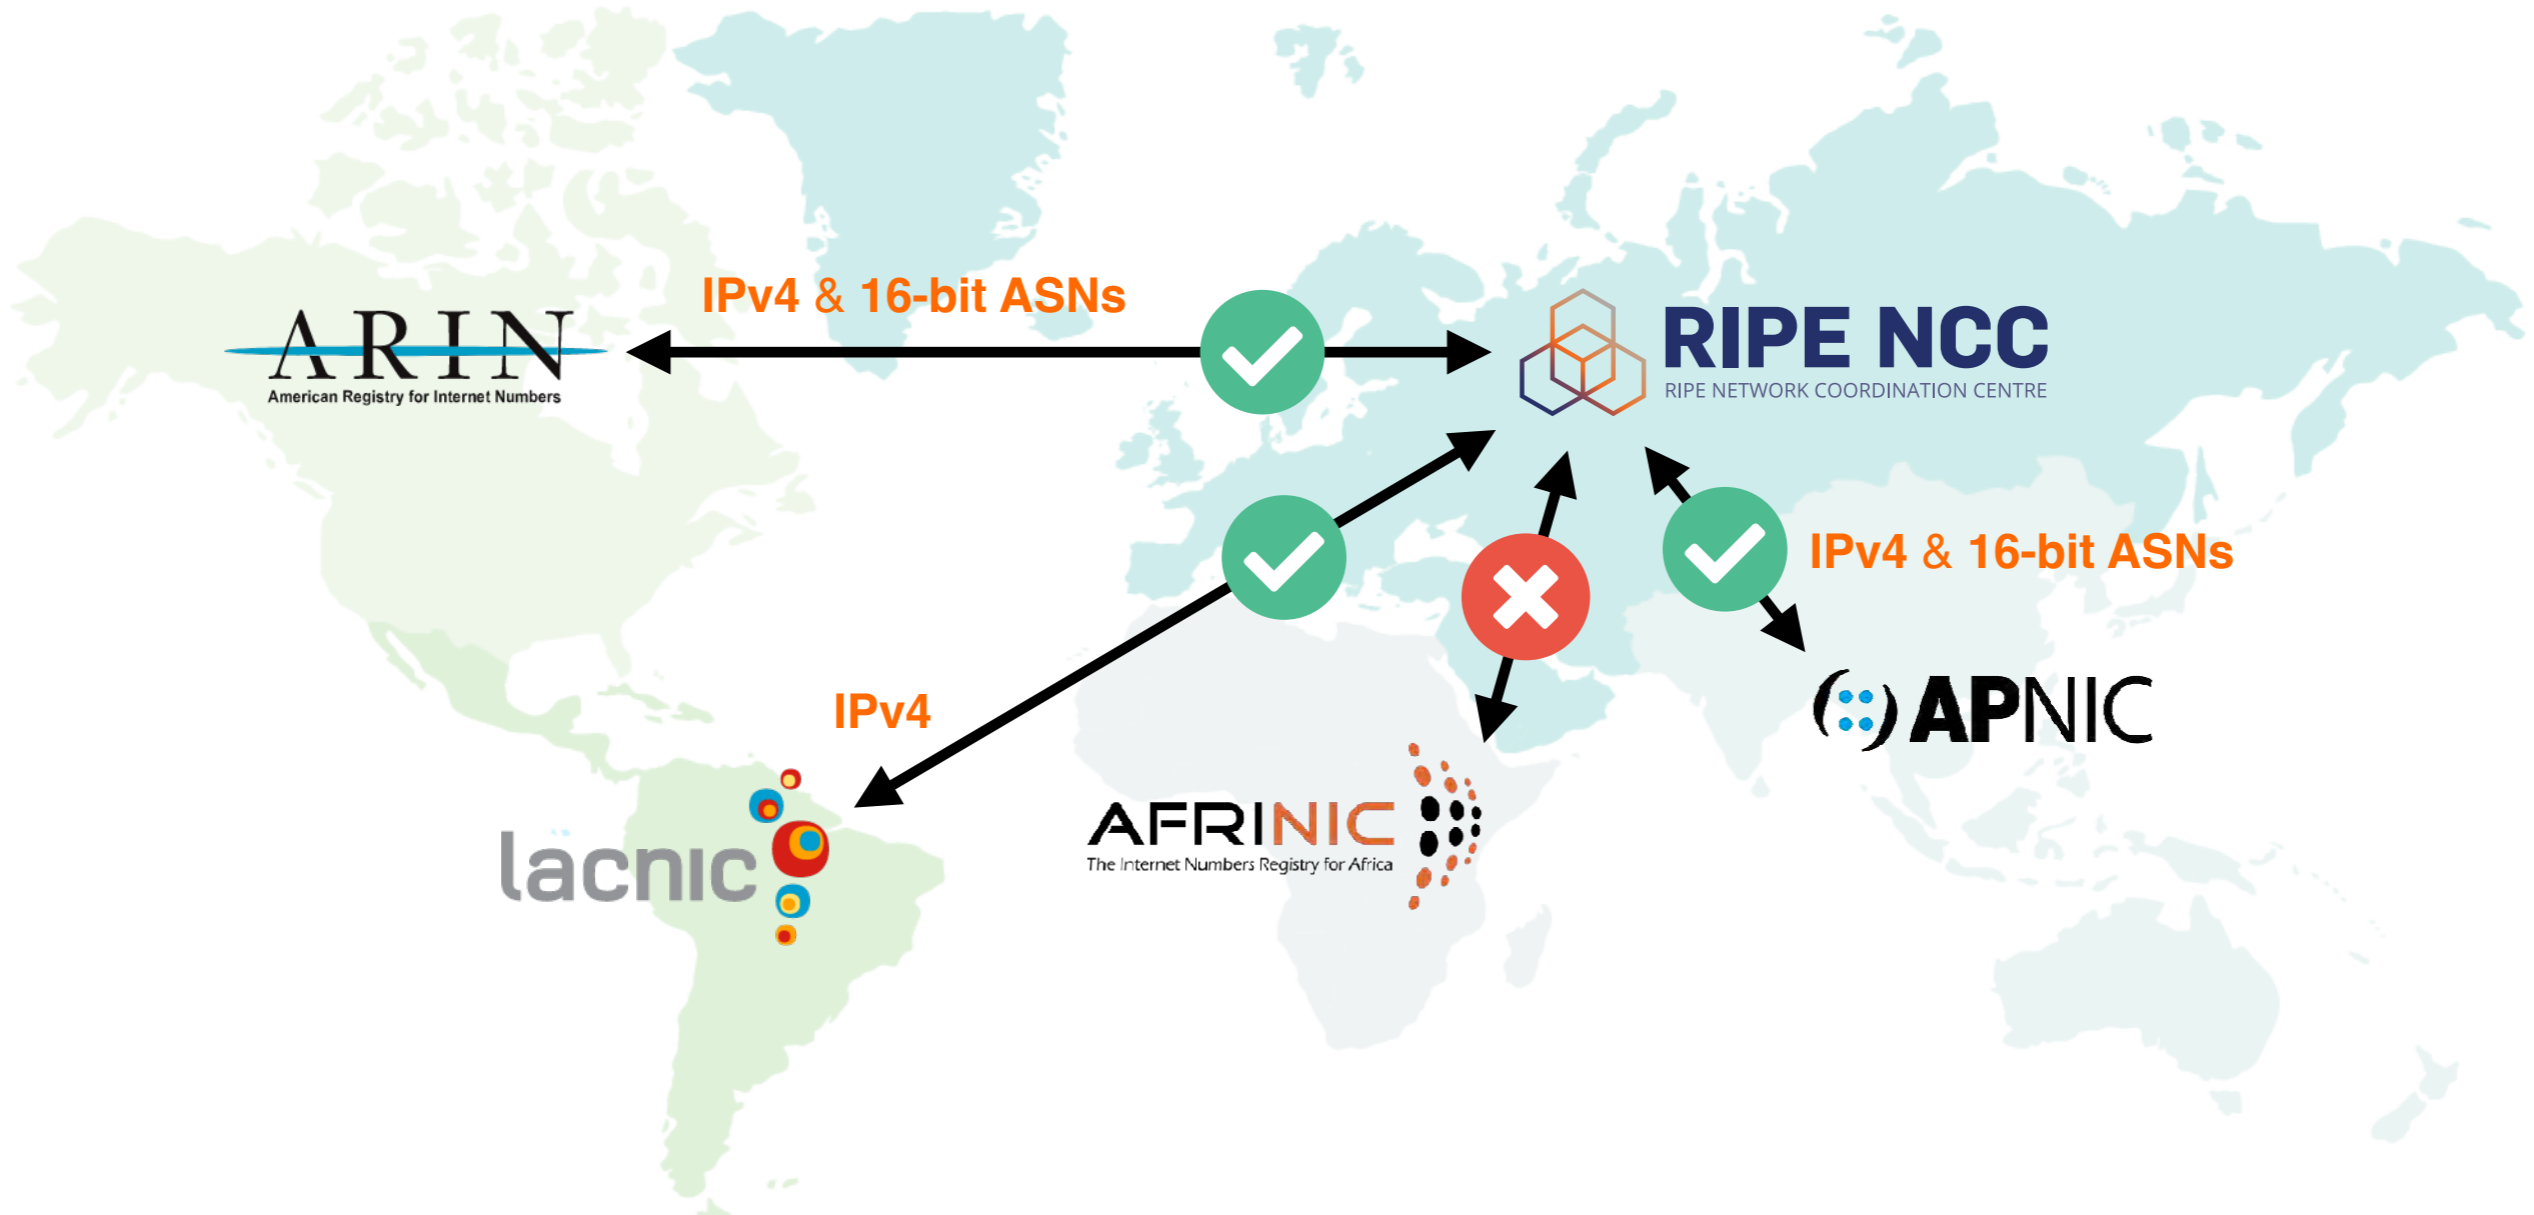 IPv4 & 16-bit ASNs
ARIN
American Registry for Internet Numbers
RIPE NCC
RIPE NETWORK COORDINATION CENTRE
IPv4 & 16-bit ASNs
IPv4
APNIC
lacnic
AFRINIC
The Internet Numbers Registry for Africa